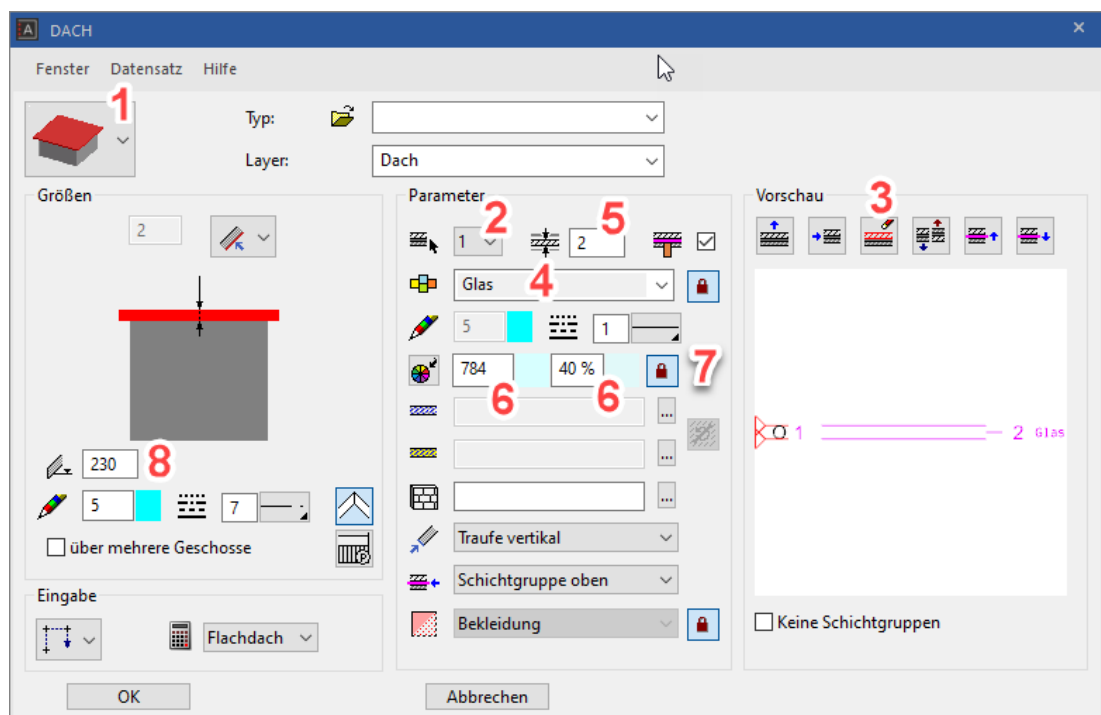 DACH
Fenster Datensatz Hilfe
1
Typ:
Layer: Dach
Größen
2
230 8
5 7
über mehrere Geschosse
Eingabe
Flachdach
OK
Parameter
2 5
1 2
Glas 4
5 1
784 40 % 7
6 6
...
...
...
Traufe vertikal
Schichtgruppe oben
Bekleidung
Abbrechen
Vorschau
3
1 2 Glas
Keine Schichtgruppen